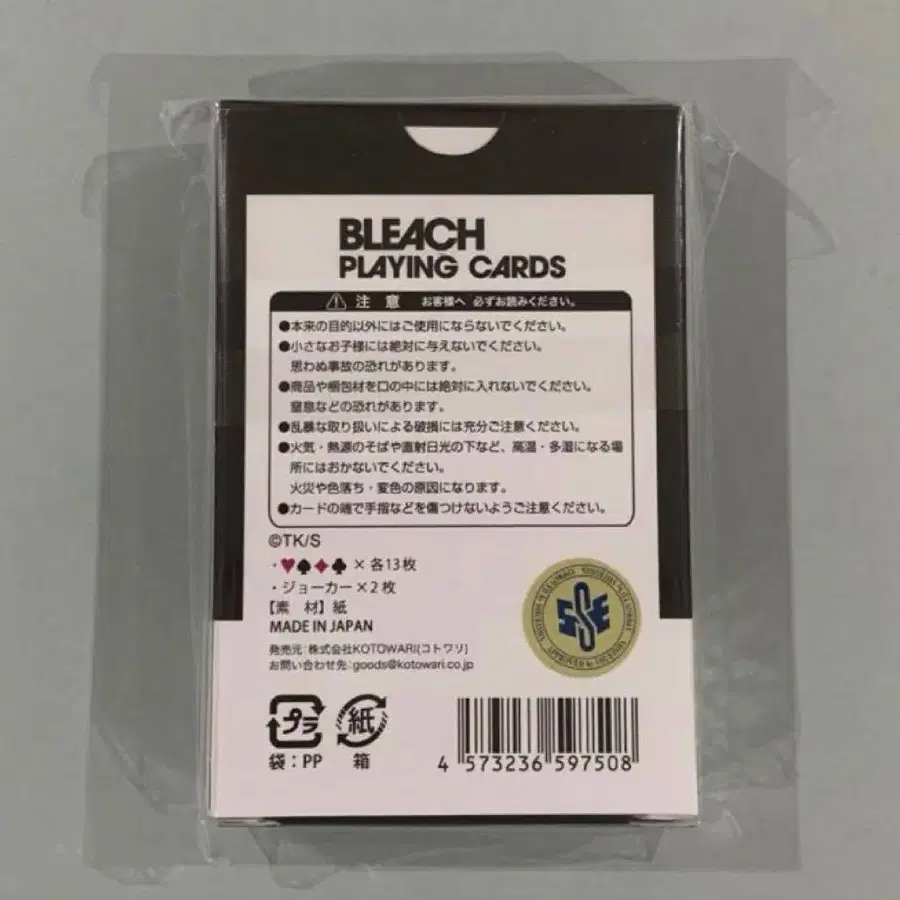 BLEACH
PLAYING CARDS
⚠ 注 意 お客様へ 必ずお読みください。
●本来の目的以外にはご使用にならないでください。
●小さなお子様には絶対に与えないでください。
思わぬ事故の恐れがあります。
●商品や梱包材を口の中には絶対に入れないでください。
窒息などの恐れがあります。
●乱暴な取り扱いによる破損には充分ご注意ください。
●火気・熱源のそばや直射日光の下など、高温・多湿になる場
所にはおかないでください。
火災や色落ち・変色の原因になります。
●カードの端で手指などを傷つけないようご注意ください。
©TK/S
・♥♠♦♣ × 各13枚
・ジョーカー×2枚
【素 材】紙
MADE IN JAPAN
発売元：株式会社KOTOWARI(コトワリ)
お問い合わせ先：goods@kotowari.co.jp
プラ
紙
袋：PP
箱
4 573236 597508